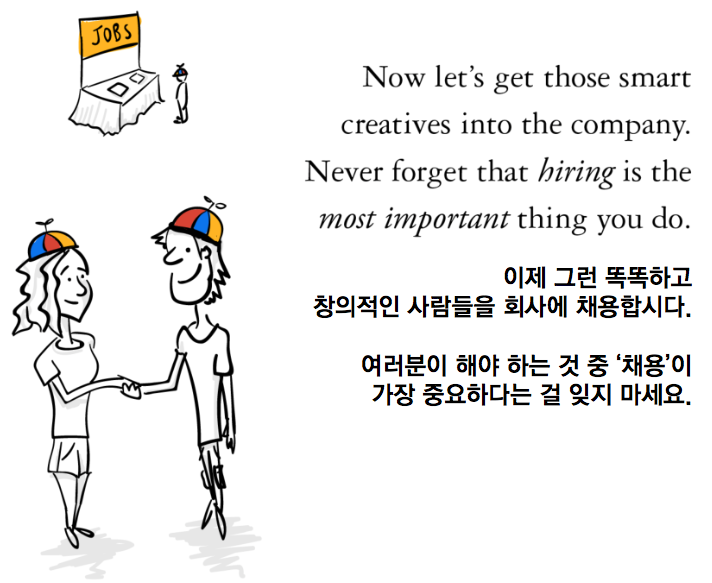 JOBS
Now let's get those smart
creatives into the company.
Never forget that hiring is the
most important thing you do.
이제 그런 똑똑하고
창의적인 사람들을 회사에 채용합시다.
여러분이 해야 하는 것 중 ‘채용’이
가장 중요하다는 걸 잊지 마세요.